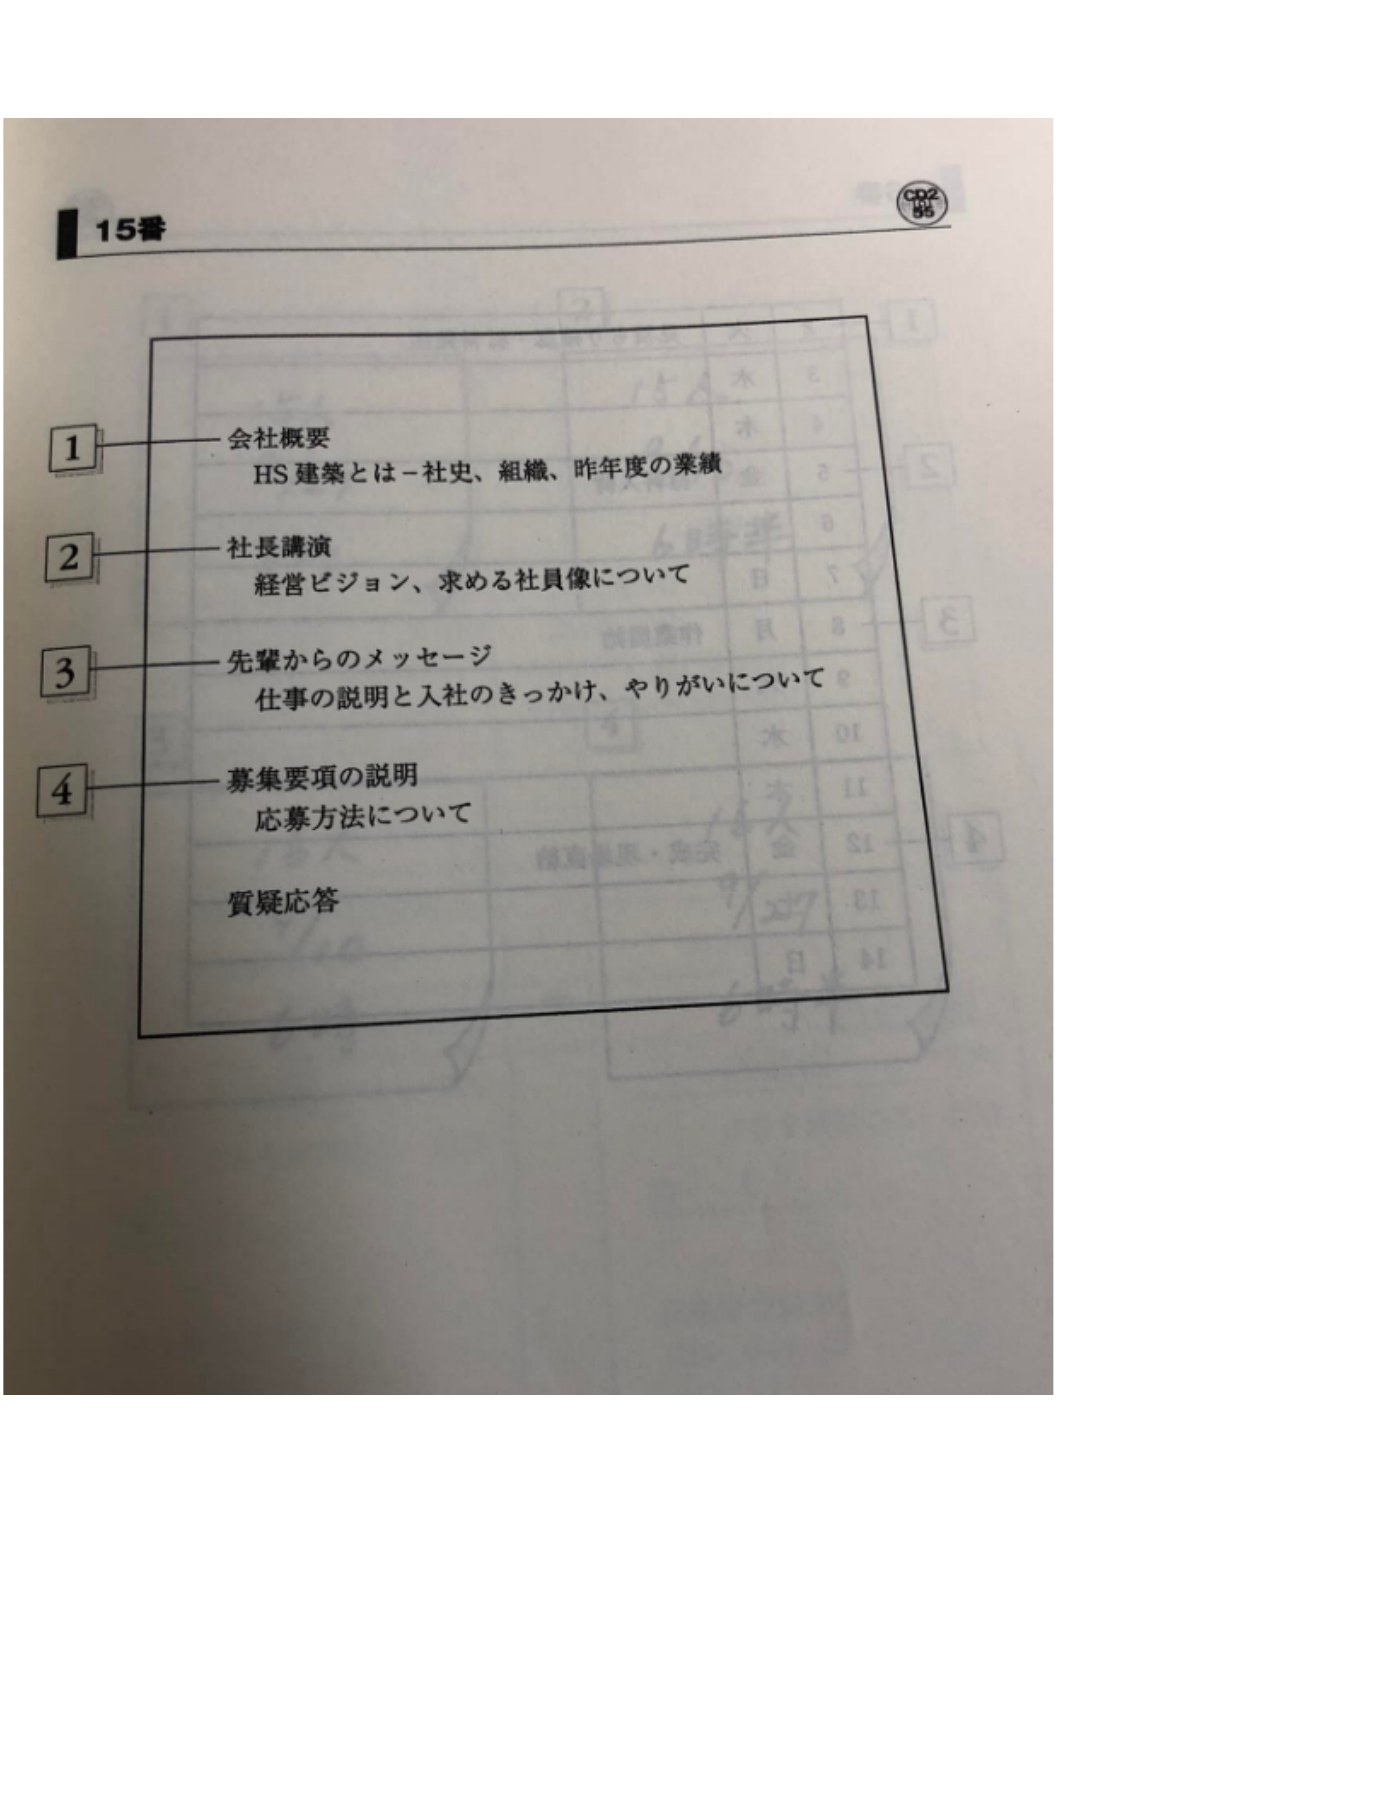 15番
CD2
55
1
会社概要
HS建築とは−社史、組織、昨年度の業績
2
社長講演
経営ビジョン、求める社員像について
3
先輩からのメッセージ
仕事の説明と入社のきっかけ、やりがいについて
4
募集要項の説明
応募方法について
質疑応答